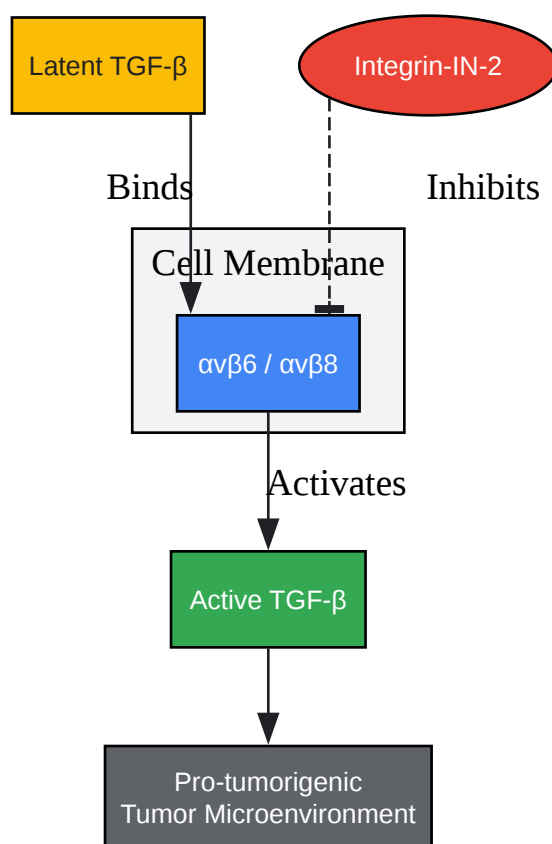 Latent TGF-β
Integrin-IN-2
Binds
Inhibits
Cell Membrane
αvβ6 / αvβ8
Activates
Active TGF-β
Pro-tumorigenic
Tumor Microenvironment